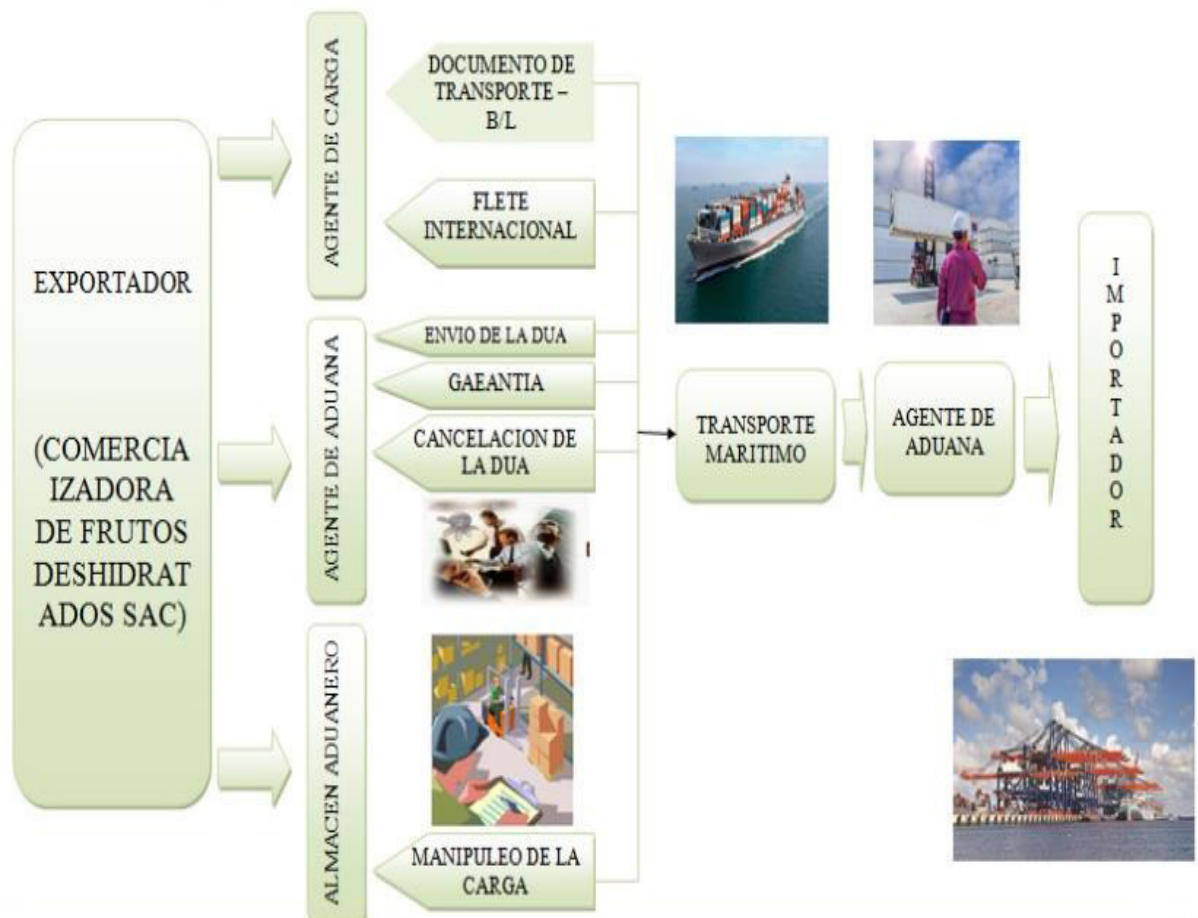 EXPORTADOR
(COMERCIA
IZADORA
DE FRUTOS
DESHIDRAT
ADOS SAC)
AGENTE DE CARGA
DOCUMENTO DE
TRANSPORTE –
B/L
FLETE
INTERNACIONAL
AGENTE DE ADUANA
ENVIO DE LA DUA
GAEANTIA
CANCELACION DE
LA DUA
ALMACEN ADUANERO
MANIPULEO DE LA
CARGA
TRANSPORTE
MARITIMO
AGENTE DE
ADUANA
I
M
P
O
R
T
A
D
O
R